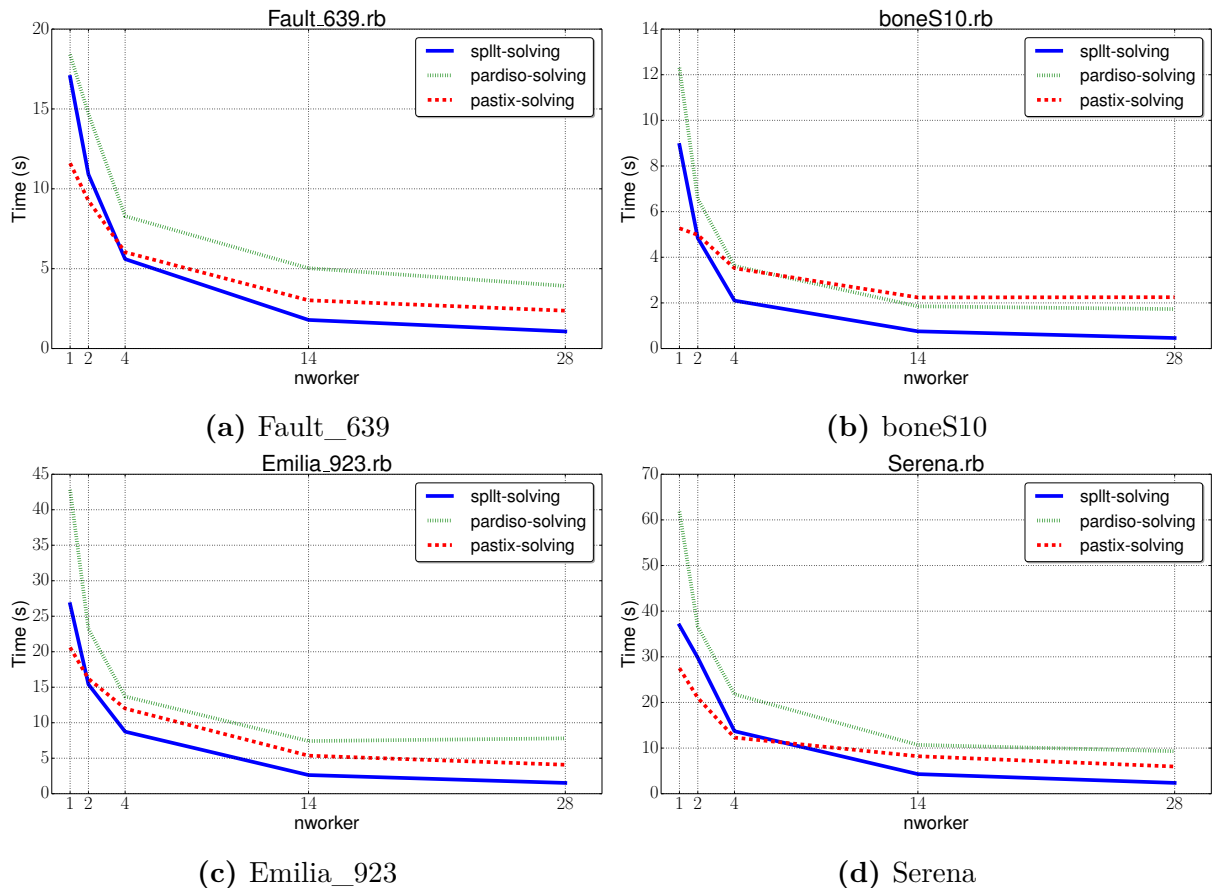 Fault_639.rb
Time (s)
20
15
10
5
0
spllt-solving
pardiso-solving
pastix-solving
1 2 4 14 28
nworker
(a) Fault_639
boneS10.rb
Time (s)
14
12
10
8
6
4
2
0
spllt-solving
pardiso-solving
pastix-solving
1 2 4 14 28
nworker
(b) boneS10
Emilia_923.rb
Time (s)
45
40
35
30
25
20
15
10
5
0
spllt-solving
pardiso-solving
pastix-solving
1 2 4 14 28
nworker
(c) Emilia_923
Serena.rb
Time (s)
70
60
50
40
30
20
10
0
spllt-solving
pardiso-solving
pastix-solving
1 2 4 14 28
nworker
(d) Serena